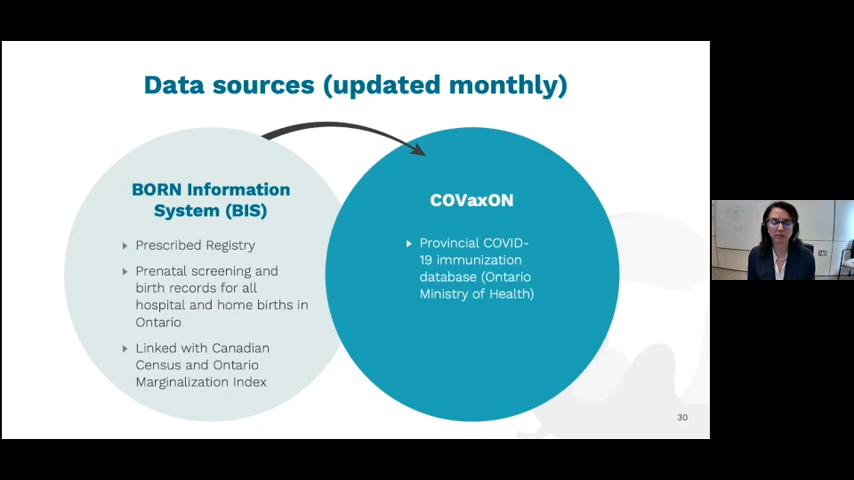 Data sources (updated monthly)
BORN Information
System (BIS)
Prescribed Registry
Prenatal screening and
birth records for all
hospital and home births in
Ontario
Linked with Canadian
Census and Ontario
Marginalization Index
COVaxON
Provincial COVID-
19 immunization
database (Ontario
Ministry of Health)
30